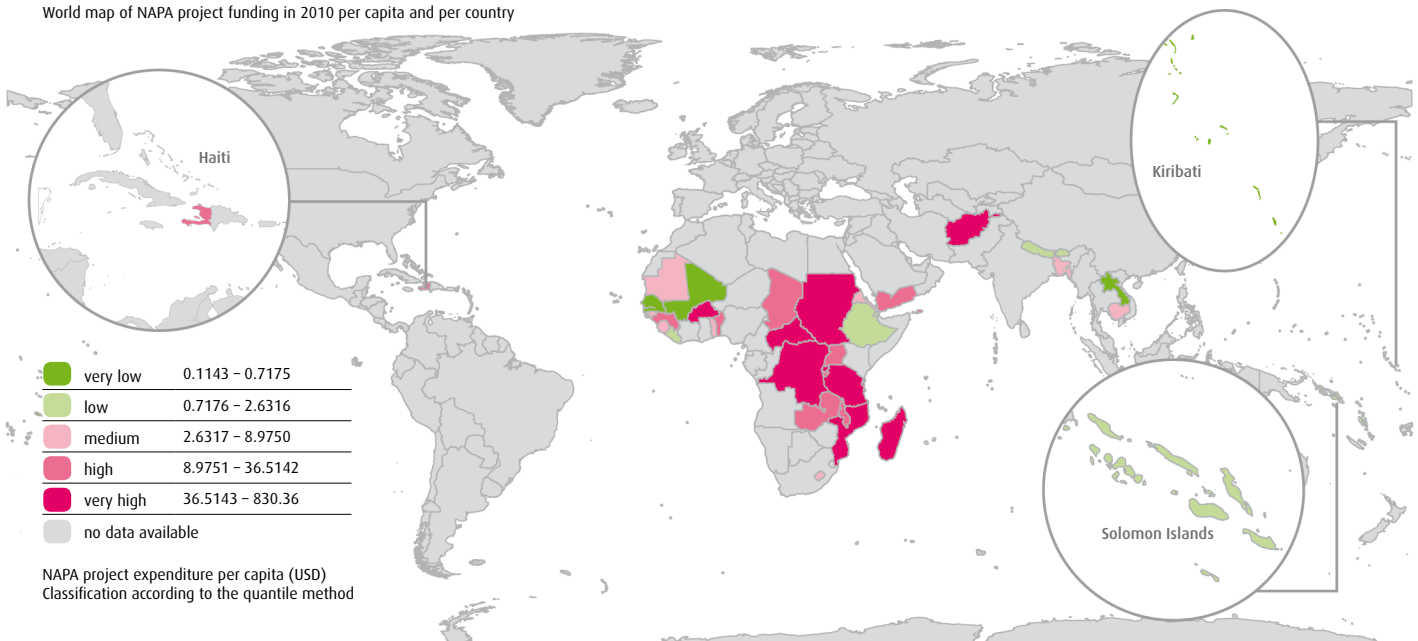 World map of NAPA project funding in 2010 per capita and per country
Haiti
Kiribati
very low 0.1143 – 0.7175
low 0.7176 – 2.6316
medium 2.6317 – 8.9750
high 8.9751 – 36.5142
very high 36.5143 – 830.36
no data available
Solomon Islands
NAPA project expenditure per capita (USD)
Classification according to the quantile method